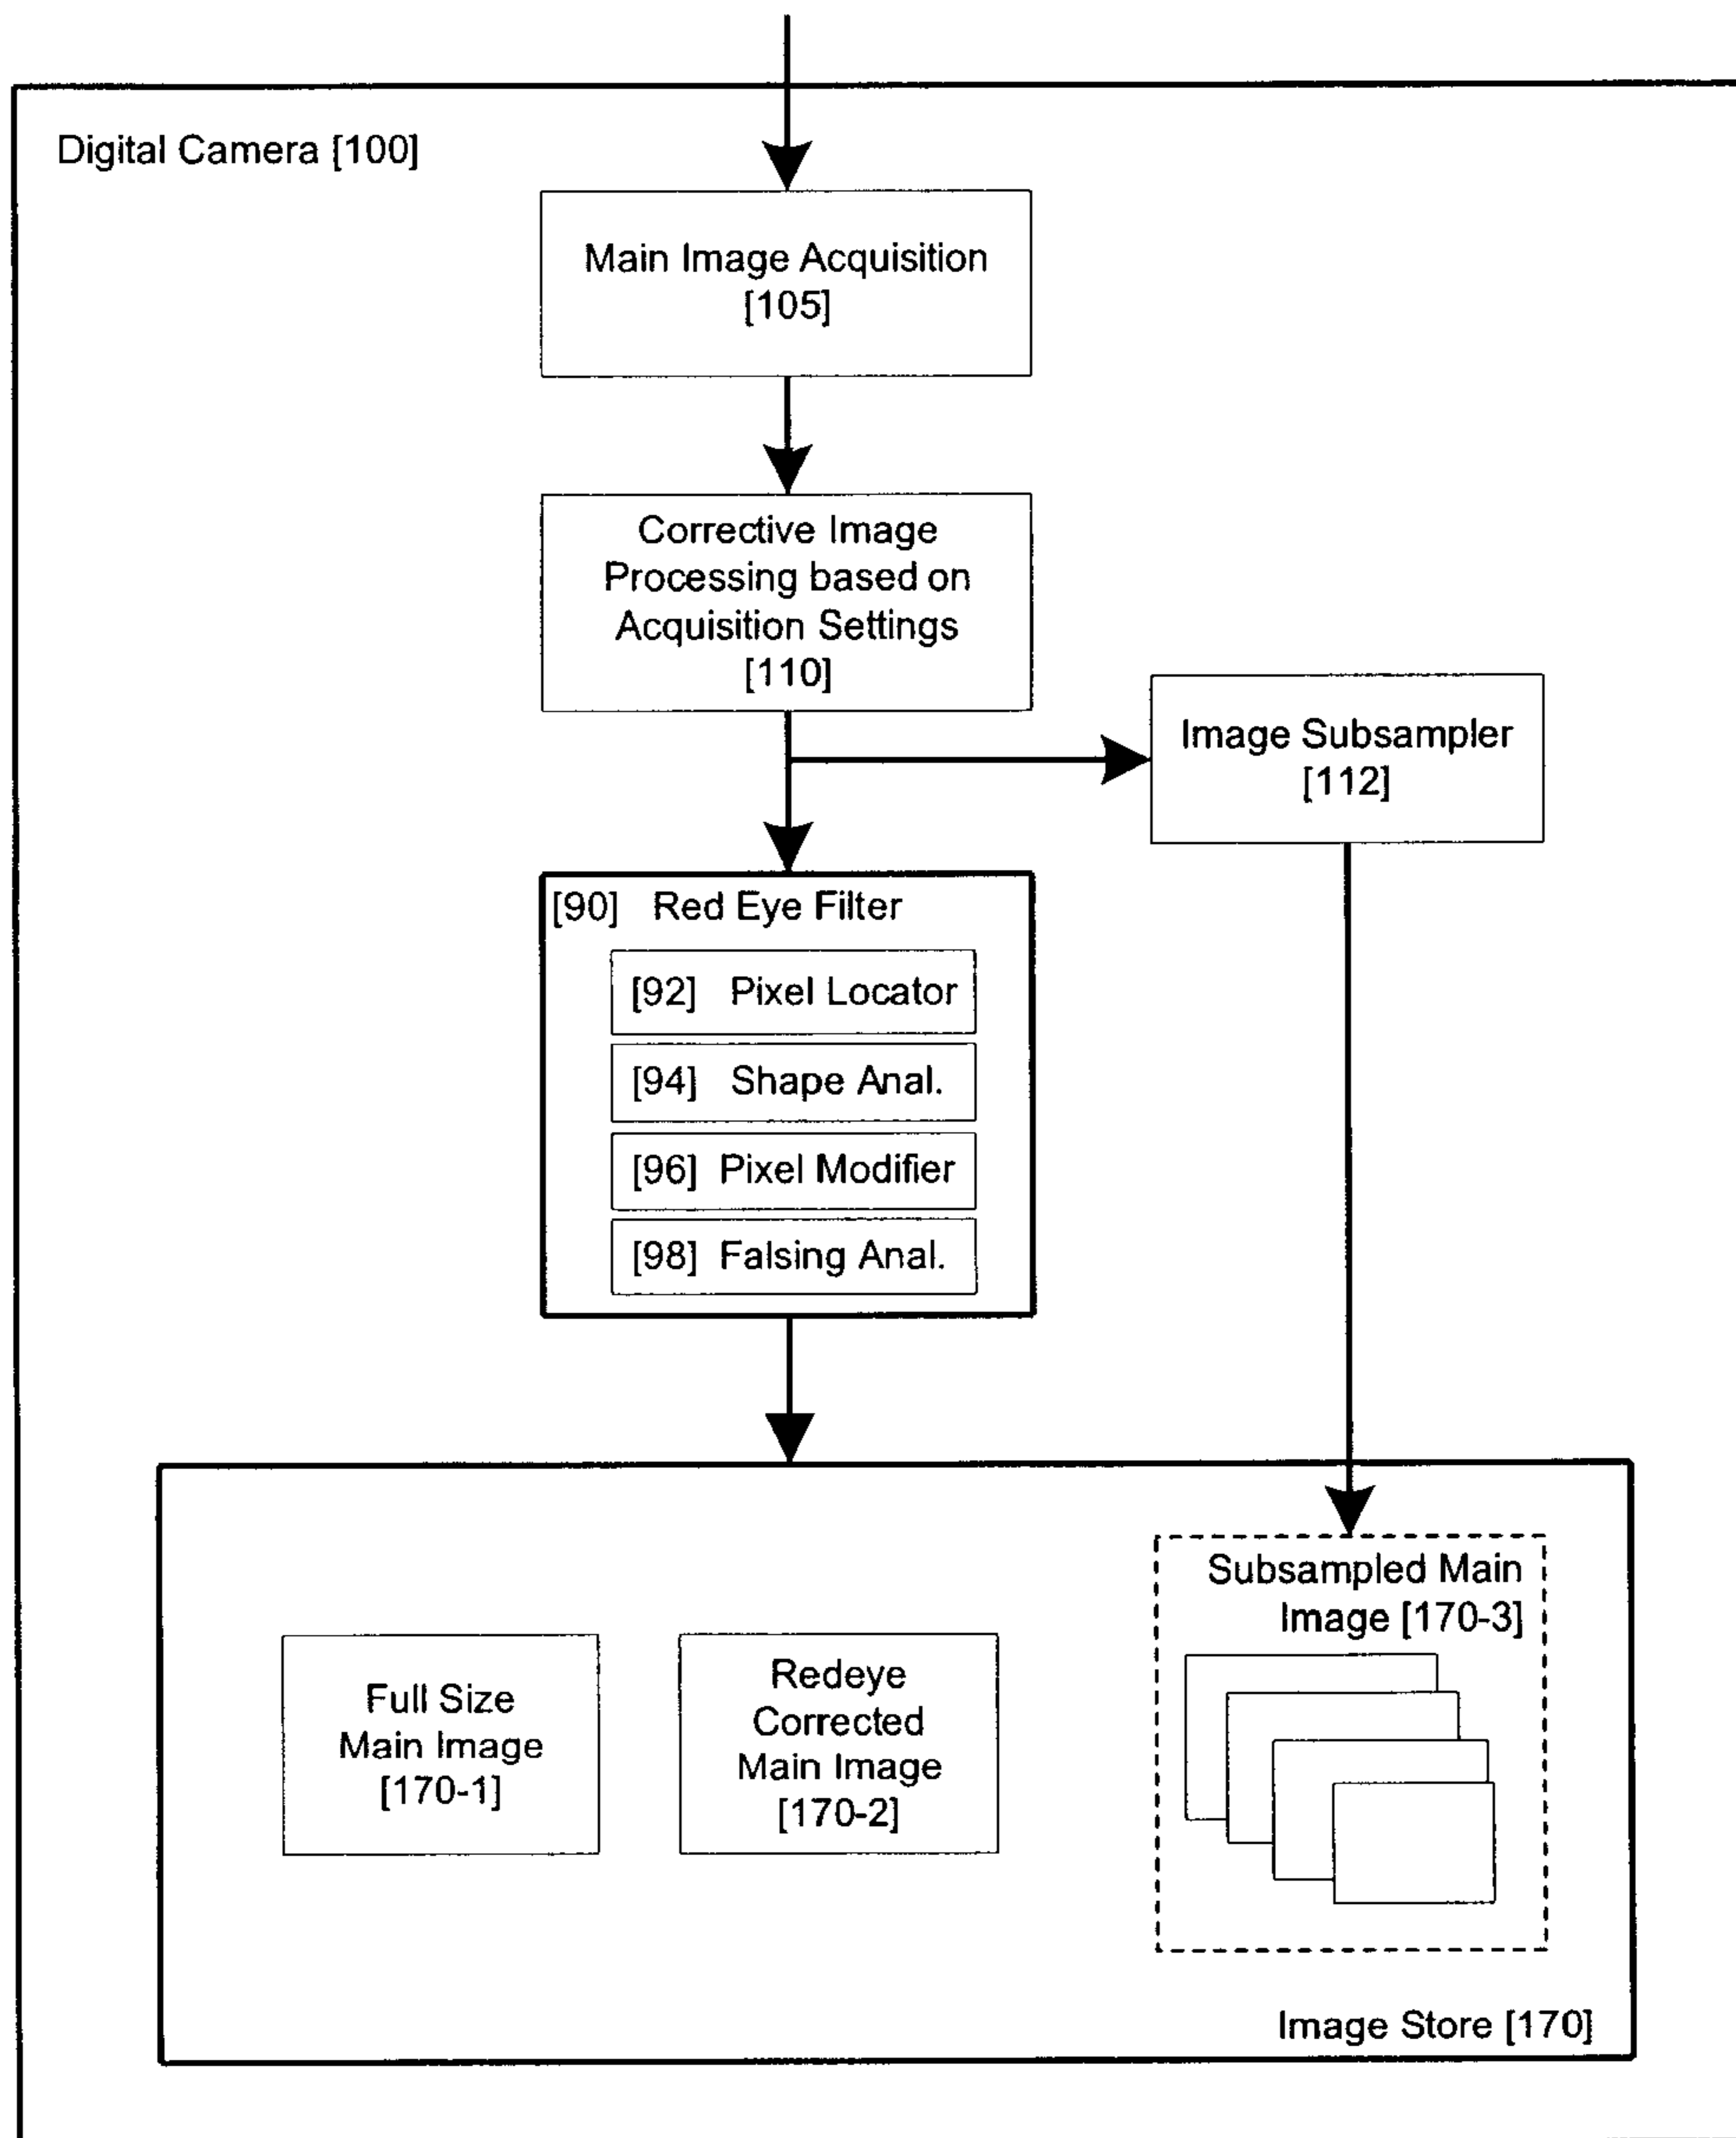 Digital Camera [100]
Main Image Acquisition
[105]
Corrective Image
Processing based on
Acquisition Settings
[110]
Image Subsampler
[112]
[90] Red Eye Filter
[92] Pixel Locator
[94] Shape Anal.
[96] Pixel Modifier
[98] Falsing Anal.
Full Size
Main Image
[170-1]
Redeye
Corrected
Main Image
[170-2]
Subsampled Main
Image [170-3]
Image Store [170]